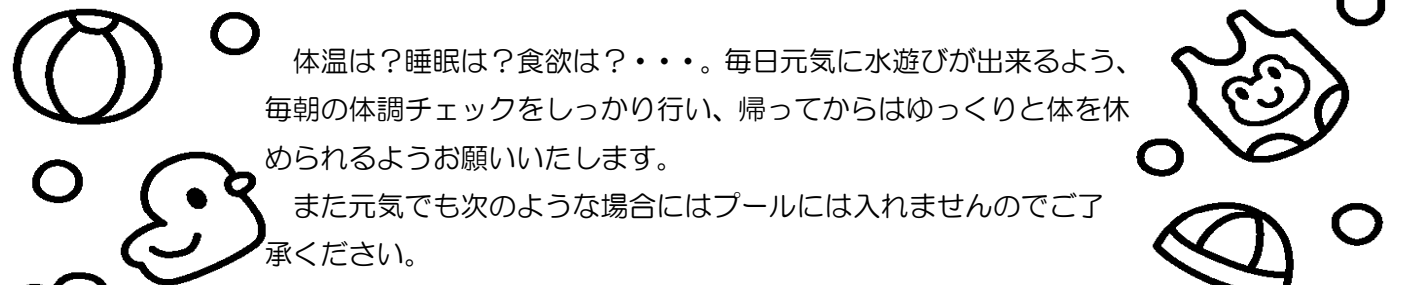 体温は？睡眠は？食欲は？・・・。毎日元気に水遊びが出来るよう、
毎朝の体調チェックをしっかり行い、帰ってからはゆっくりと体を休
められるようお願いいたします。
また元気でも次のような場合にはプールには入れませんのでご了
承ください。